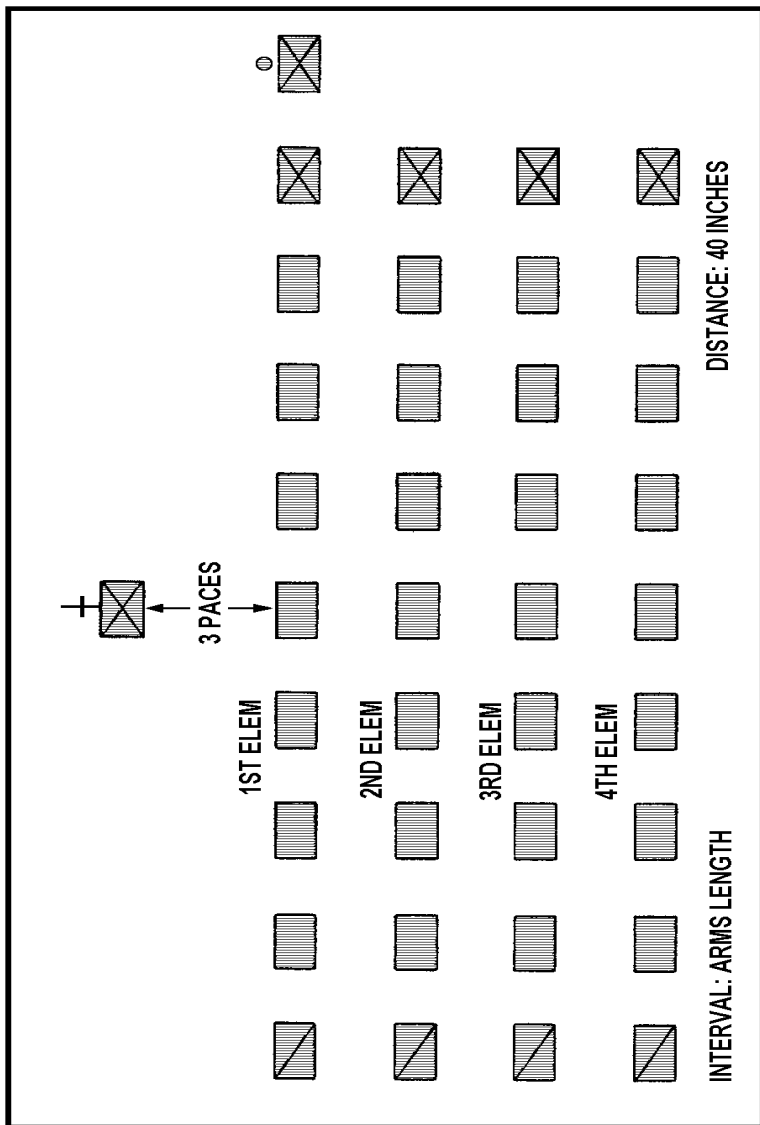 3 PACES
1ST ELEM
2ND ELEM
3RD ELEM
4TH ELEM
INTERVAL: ARMS LENGTH
DISTANCE: 40 INCHES